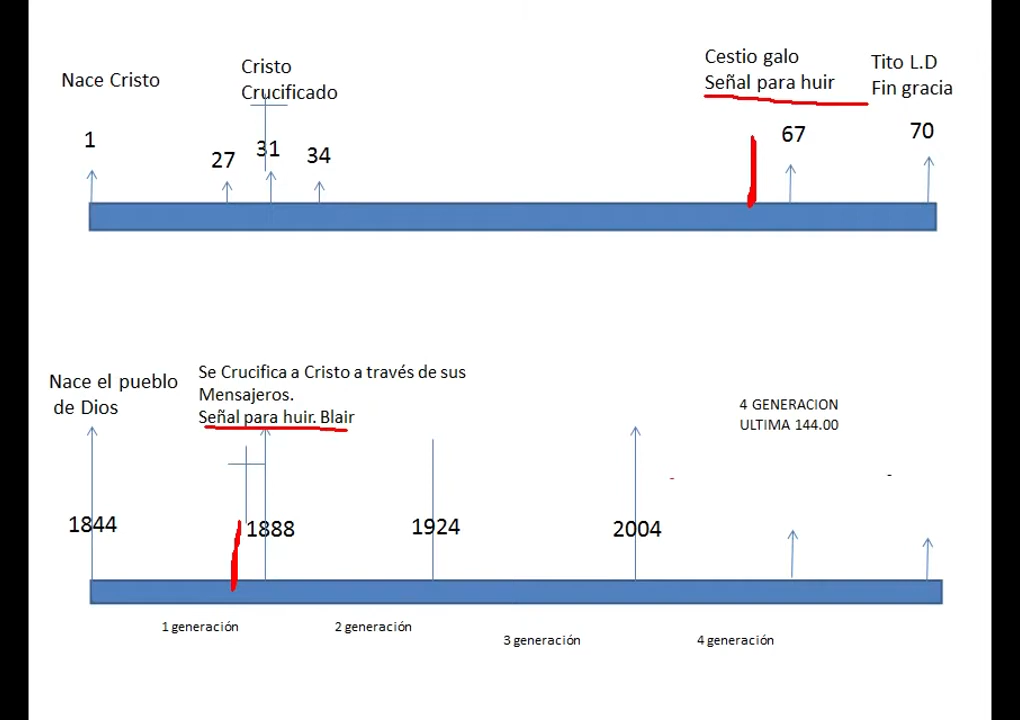 Nace Cristo
Cristo
Crucificado
Cestio galo
Señal para huir
Tito L.D
Fin gracia
1
27
31
34
67
70
Nace el pueblo
de Dios
Se Crucifica a Cristo a través de sus
Mensajeros.
Señal para huir. Blair
4 GENERACION
ULTIMA 144.00
1844
1888
1924
2004
1 generación
2 generación
3 generación
4 generación